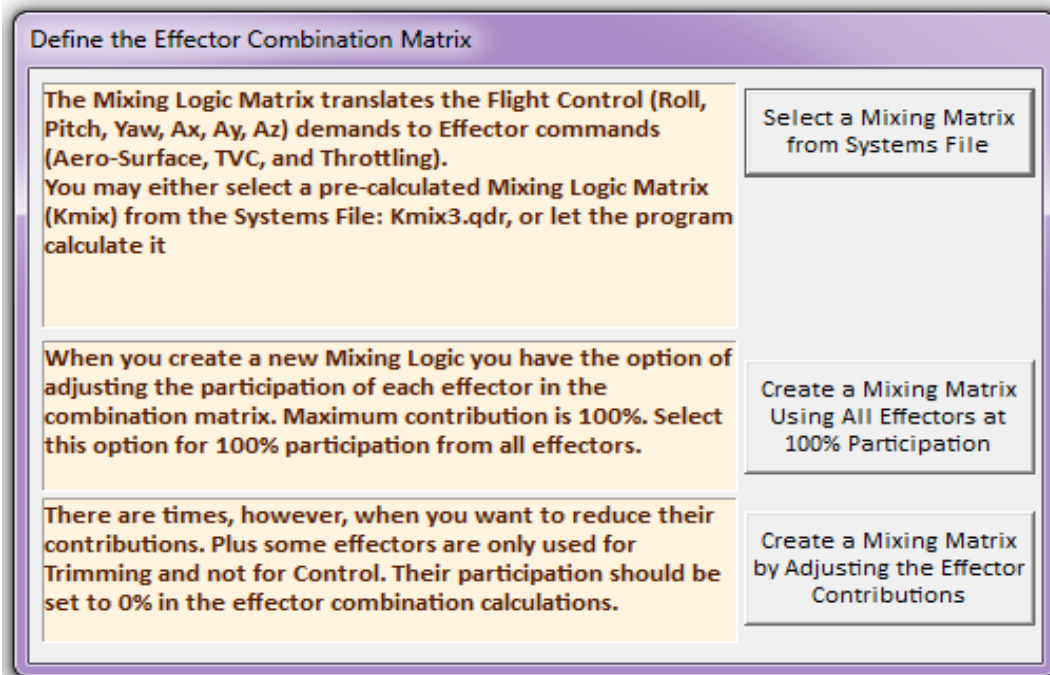 Define the Effector Combination Matrix
The Mixing Logic Matrix translates the Flight Control (Roll,
Pitch, Yaw, Ax, Ay, Az) demands to Effector commands
(Aero-Surface, TVC, and Throttling).
You may either select a pre-calculated Mixing Logic Matrix
(Kmix) from the Systems File: Kmix3.qdr, or let the program
calculate it
Select a Mixing Matrix
from Systems File
When you create a new Mixing Logic you have the option of
adjusting the participation of each effector in the
combination matrix. Maximum contribution is 100%. Select
this option for 100% participation from all effectors.
Create a Mixing Matrix
Using All Effectors at
100% Participation
There are times, however, when you want to reduce their
contributions. Plus some effectors are only used for
Trimming and not for Control. Their participation should be
set to 0% in the effector combination calculations.
Create a Mixing Matrix
by Adjusting the Effector
Contributions